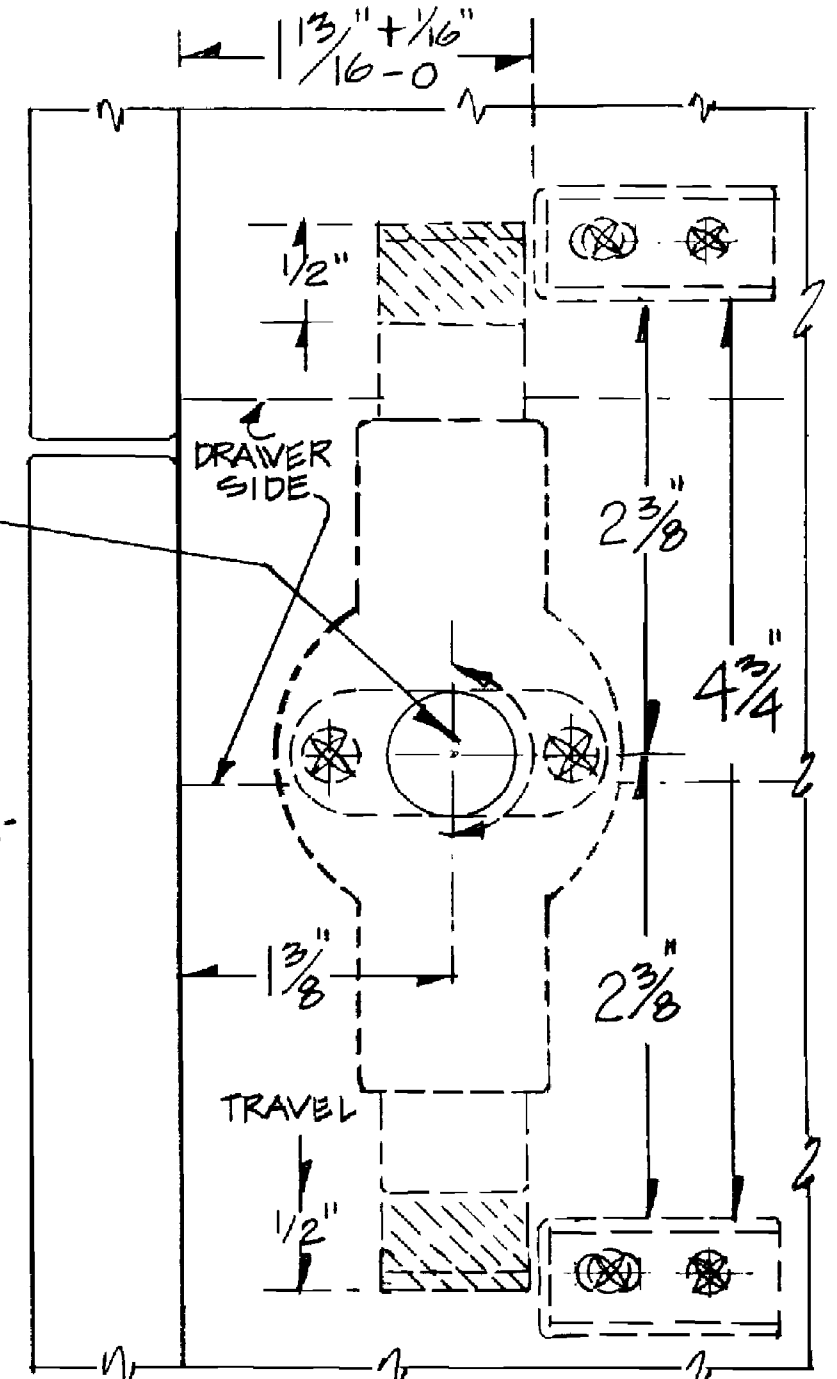 1 13/16" +1/16"
-0
1/2"
DRAWER
SIDE
2 3/8"
4 3/4"
1 3/8"
2 3/8"
TRAVEL
1/2"